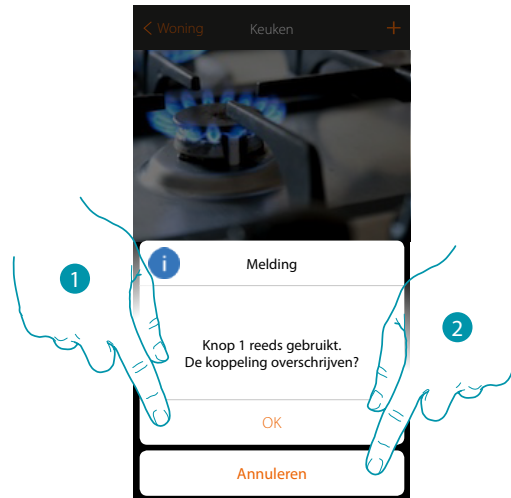 Woning Keuken +
i Melding
1
2
Knop 1 reeds gebruikt.
De koppeling overschrijven?
OK
Annuleren